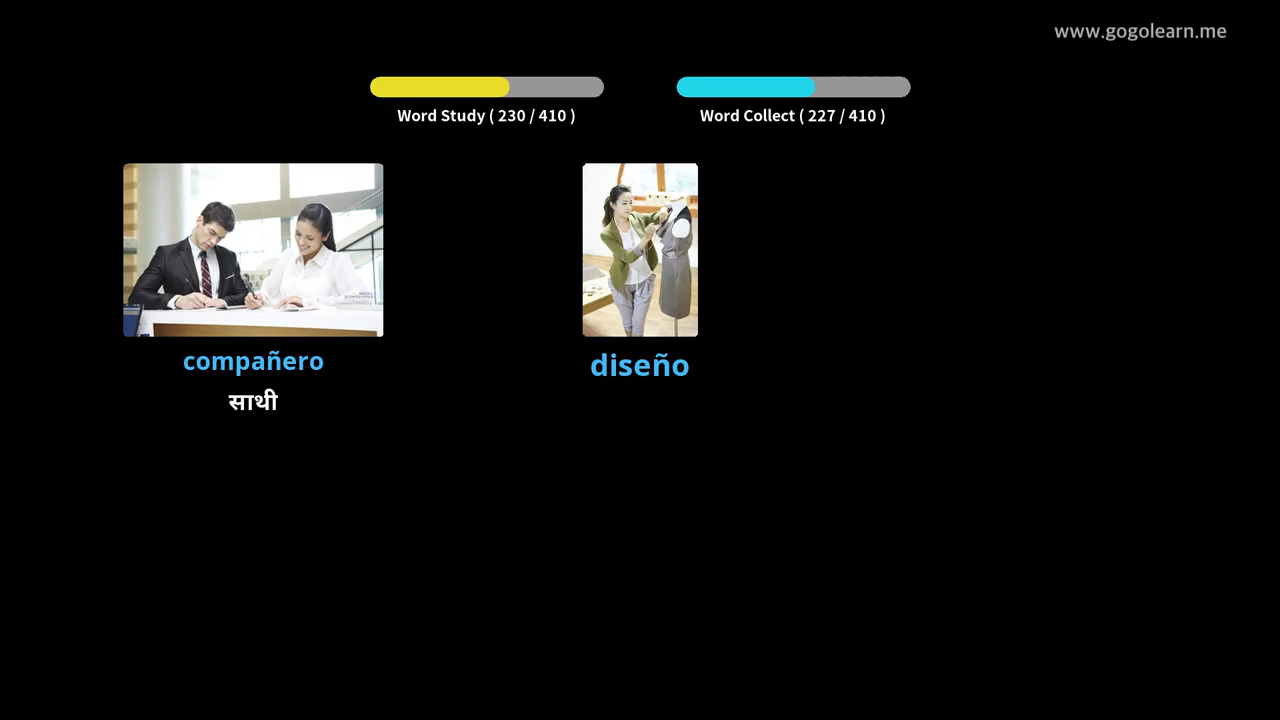 www.gogolearn.me
Word Study ( 230 / 410 )
Word Collect ( 227 / 410 )
compañero
साथी
diseño